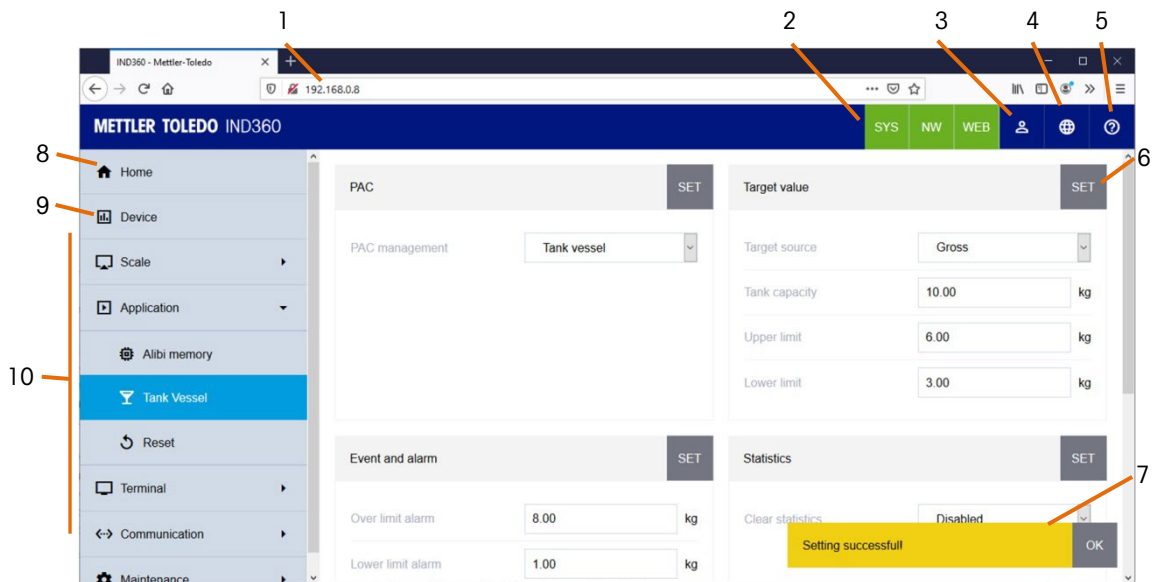 1 2 3 4 5
IND360 - Mettler-Toledo
192.168.0.8
METTLER TOLEDO IND360 SYS NW WEB
8 Home
6
PAC SET Target value SET
9 Device
PAC management Tank vessel Target source Gross
Scale
Tank capacity 10.00 kg
Application
Upper limit 6.00 kg
Alibi memory
10
Lower limit 3.00 kg
Tank Vessel
Reset
Event and alarm SET Statistics SET
7
Terminal
Over limit alarm 8.00 kg Clear statistics Disabled
Communication
Setting successful! OK
Lower limit alarm 1.00 kg
Maintenance